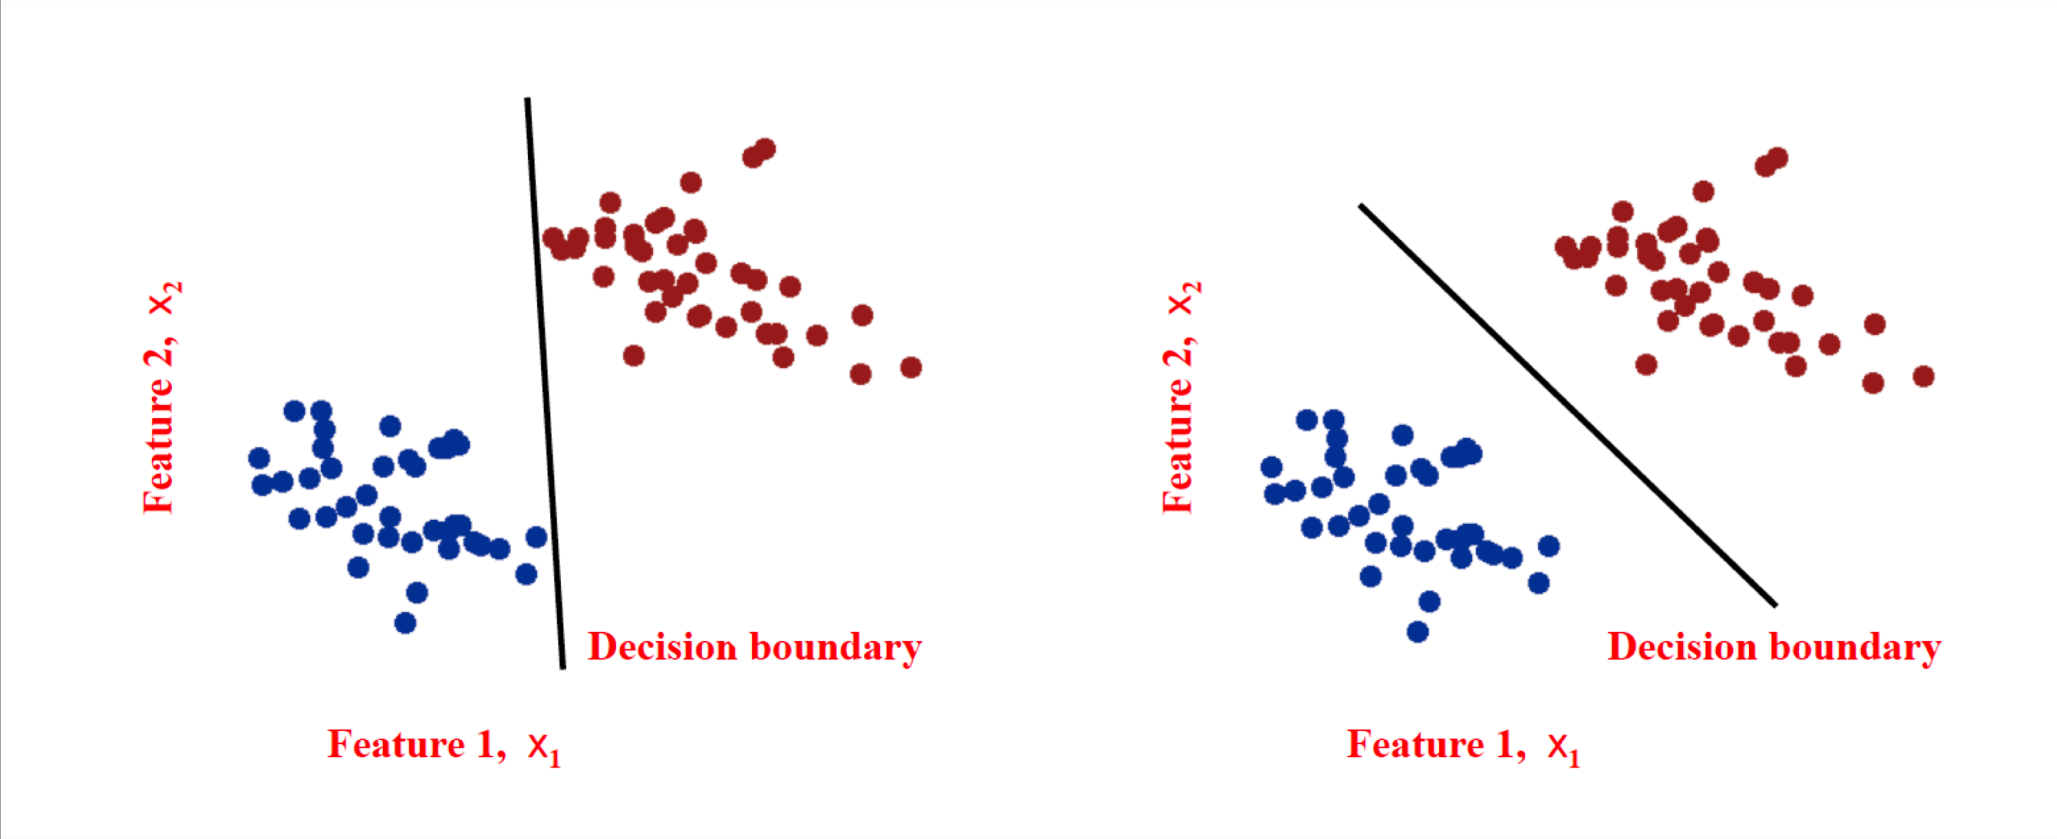 Feature 2, x₂
Decision boundary
Feature 1, x₁
Feature 2, x₂
Decision boundary
Feature 1, x₁